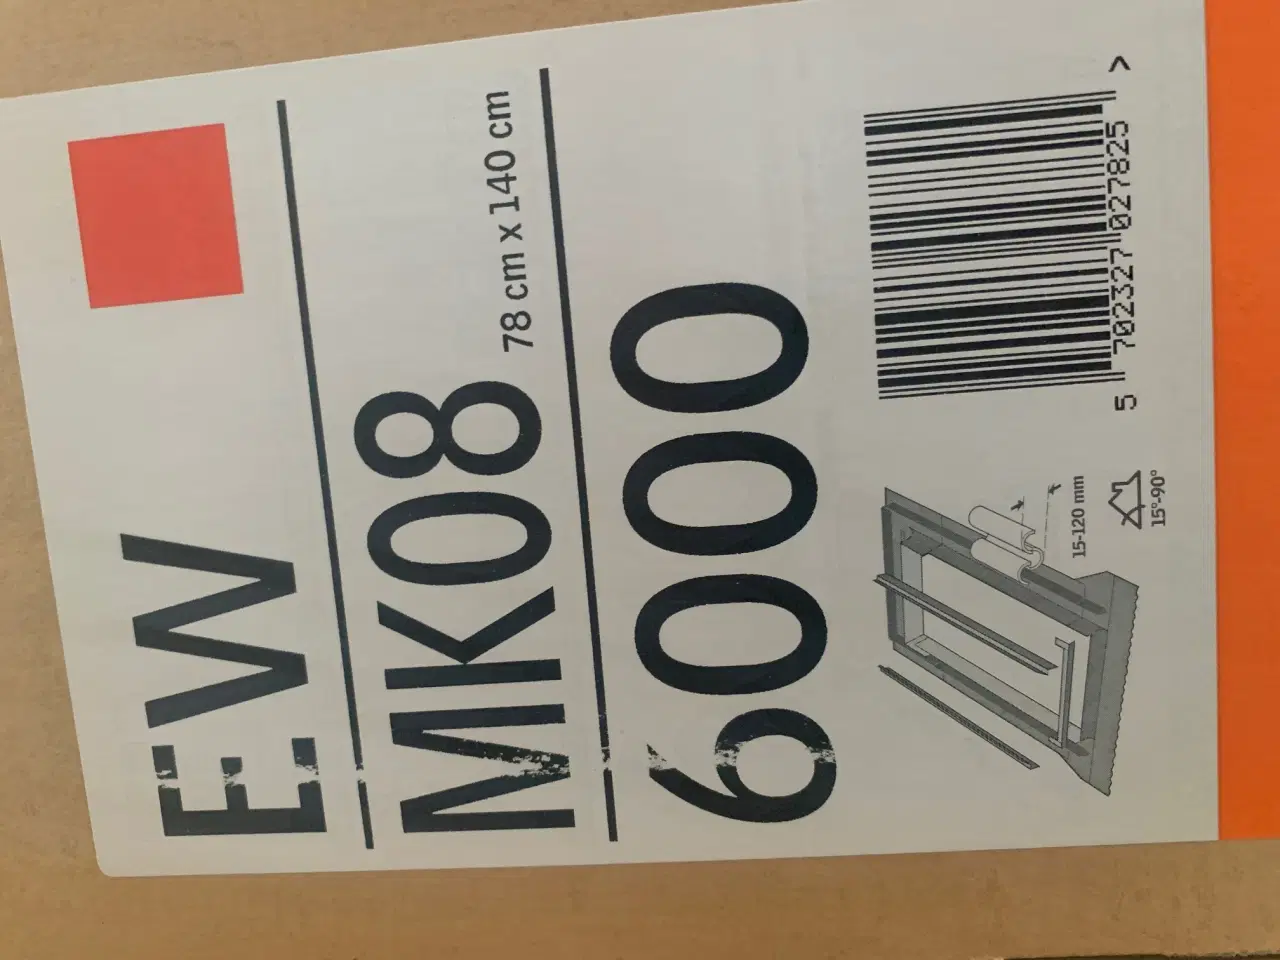 EW
MK08
78 cm x 140 cm
6000
15-120 mm
15°-90°
5 702327 027825 >